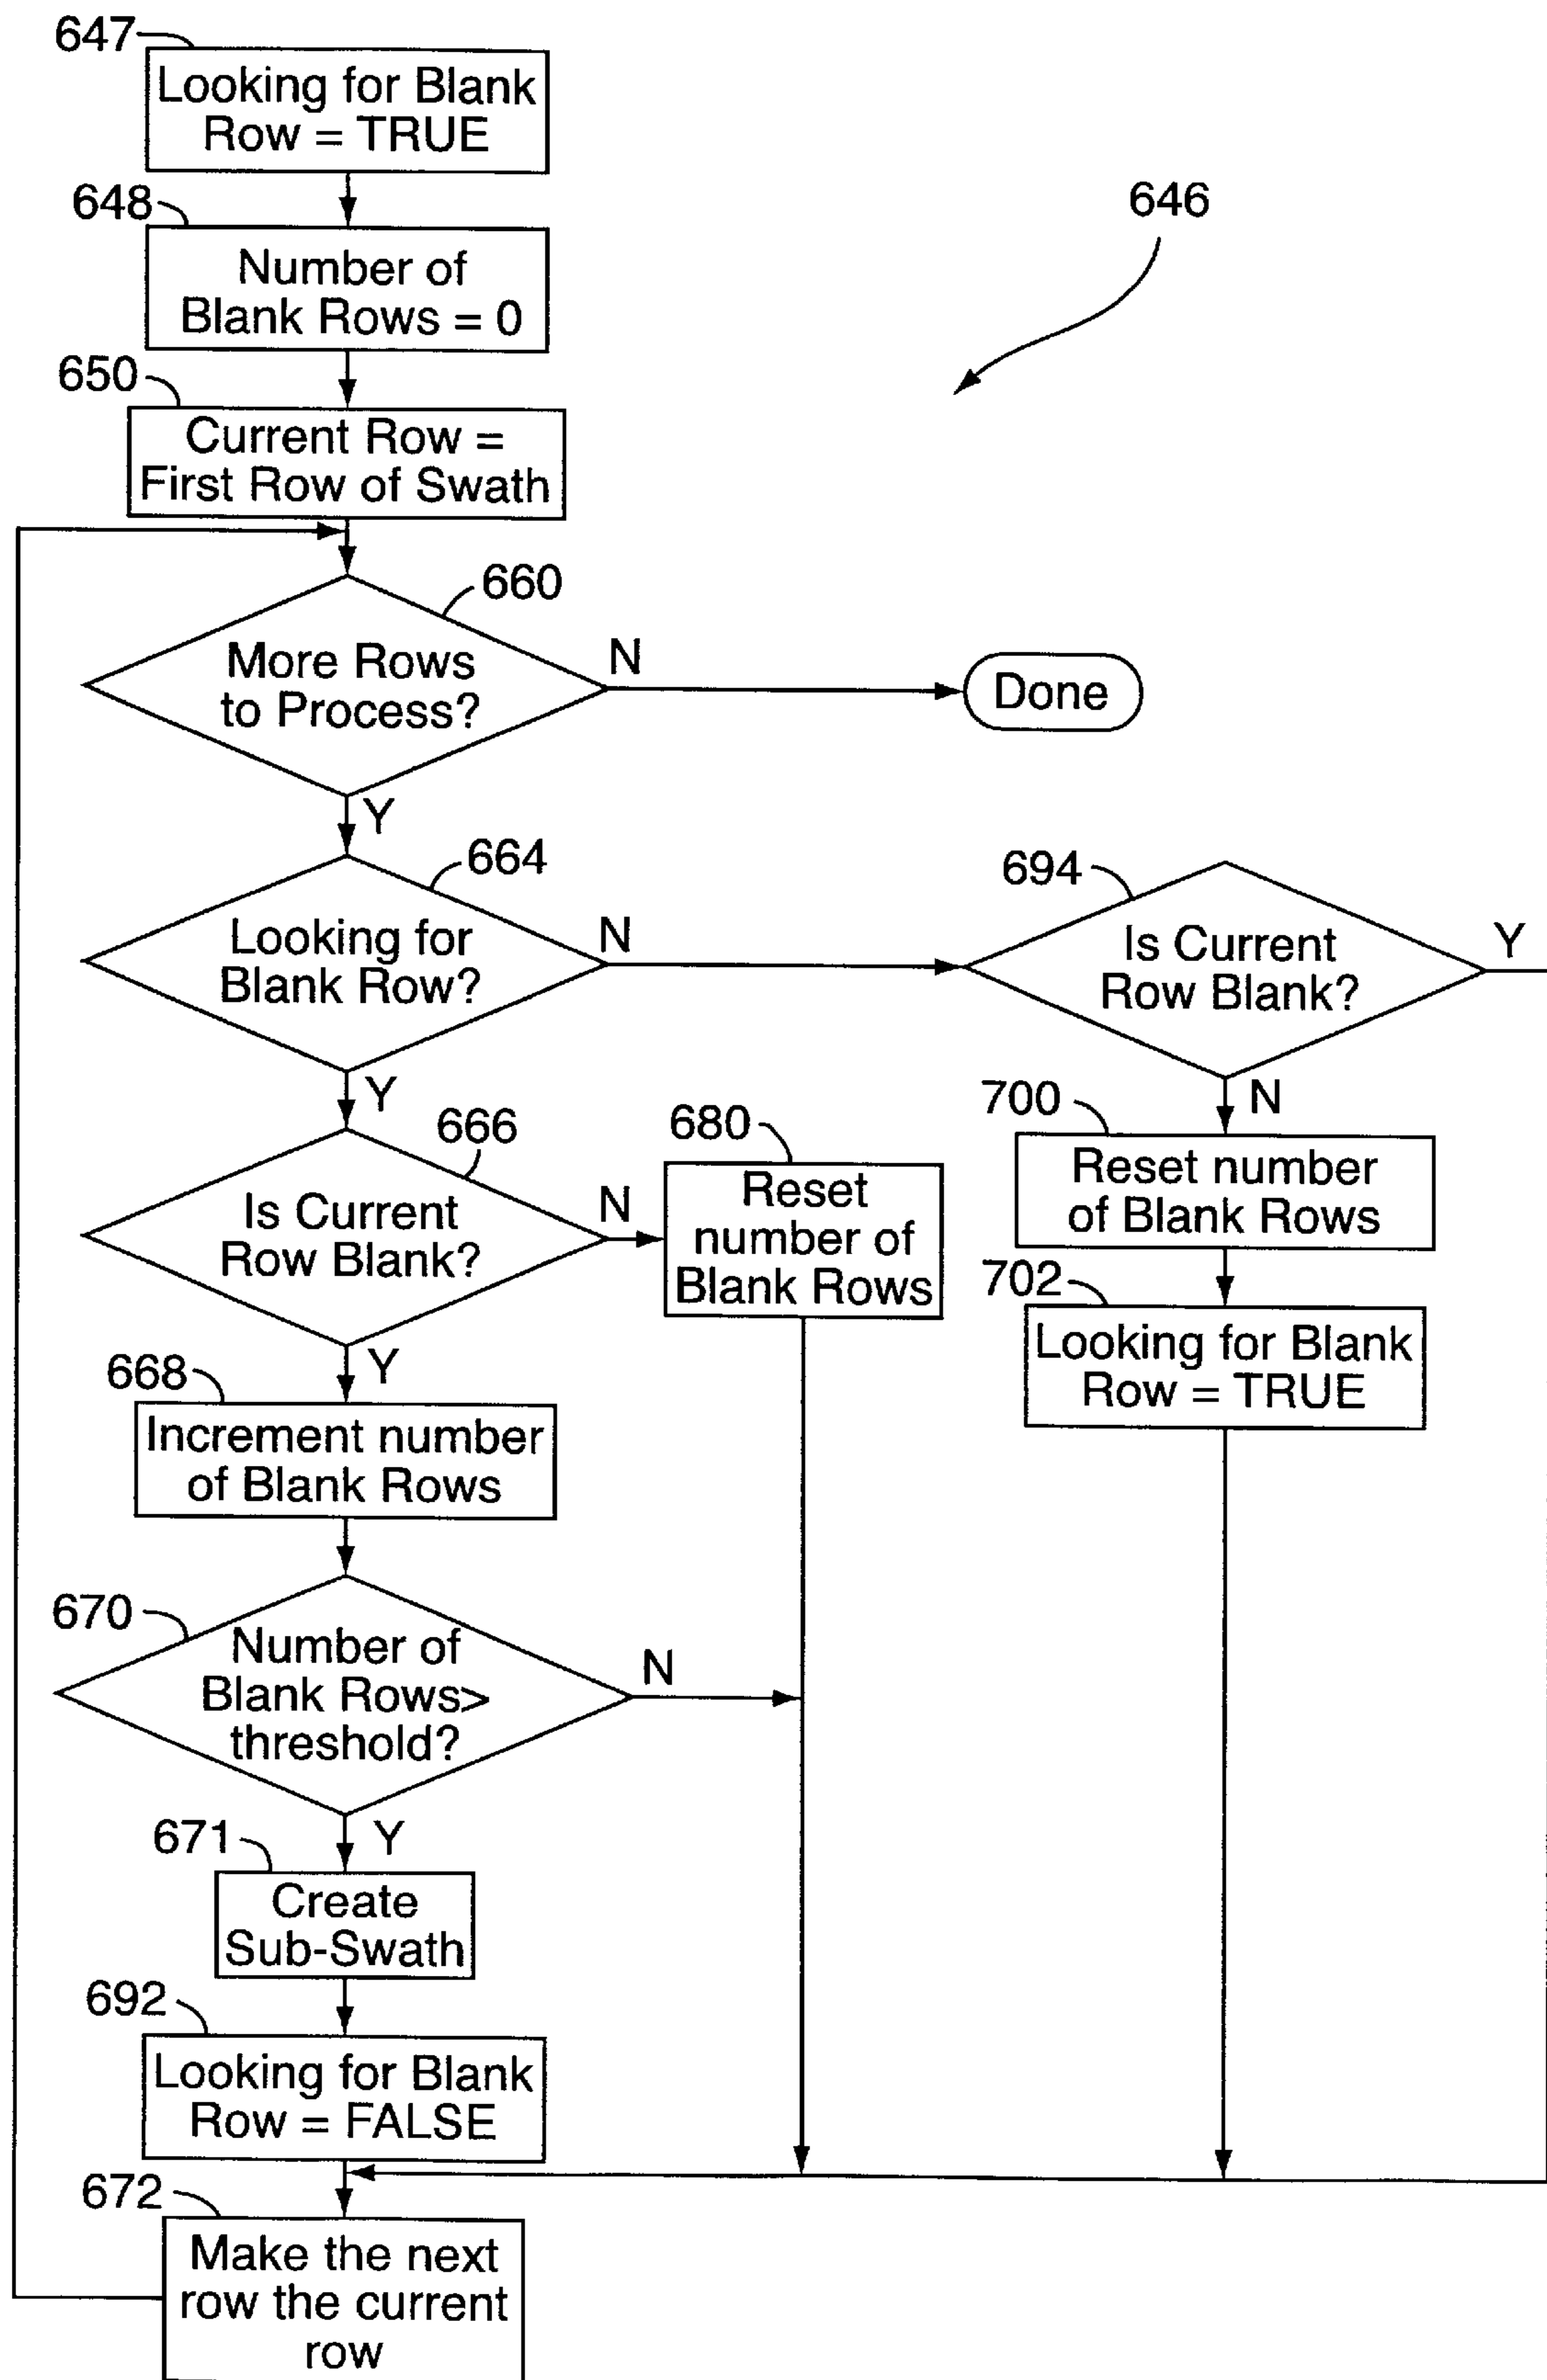 647
Looking for Blank
Row = TRUE
646
648
Number of
Blank Rows = 0
650
Current Row =
First Row of Swath
660
More Rows
to Process?
N
Done
Y
664
Looking for
Blank Row?
N
694
Is Current
Row Blank?
Y
Y
N
666
Is Current
Row Blank?
N
680
Reset
number of
Blank Rows
700
Reset number
of Blank Rows
702
Looking for Blank
Row = TRUE
Y
668
Increment number
of Blank Rows
670
Number of
Blank Rows>
threshold?
N
Y
671
Create
Sub-Swath
692
Looking for Blank
Row = FALSE
672
Make the next
row the current
row